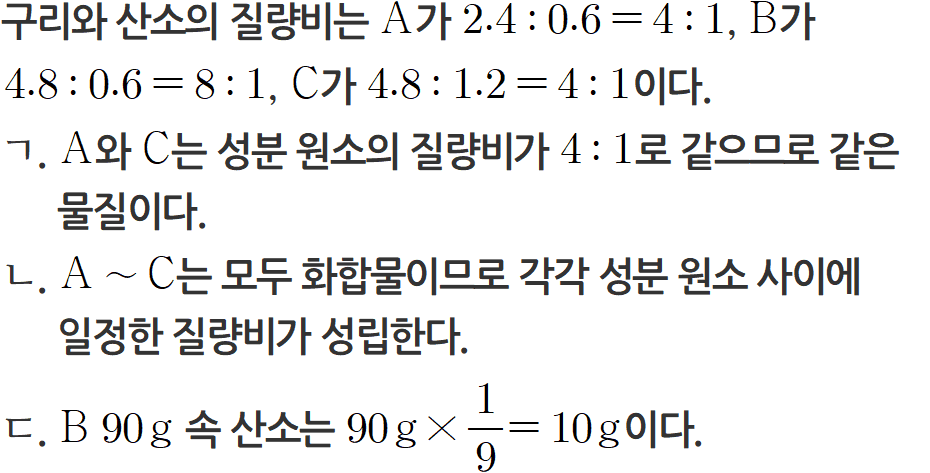 구리와 산소의 질량비는 A가 2.4 : 0.6 = 4 : 1, B가
4.8 : 0.6 = 8 : 1, C가 4.8 : 1.2 = 4 : 1이다.
ㄱ. A와 C는 성분 원소의 질량비가 4 : 1로 같으므로 같은
물질이다.
ㄴ. A ~ C는 모두 화합물이므로 각각 성분 원소 사이에
일정한 질량비가 성립한다.
ㄷ. B 90 g 속 산소는 90 g × 1/9 = 10 g이다.